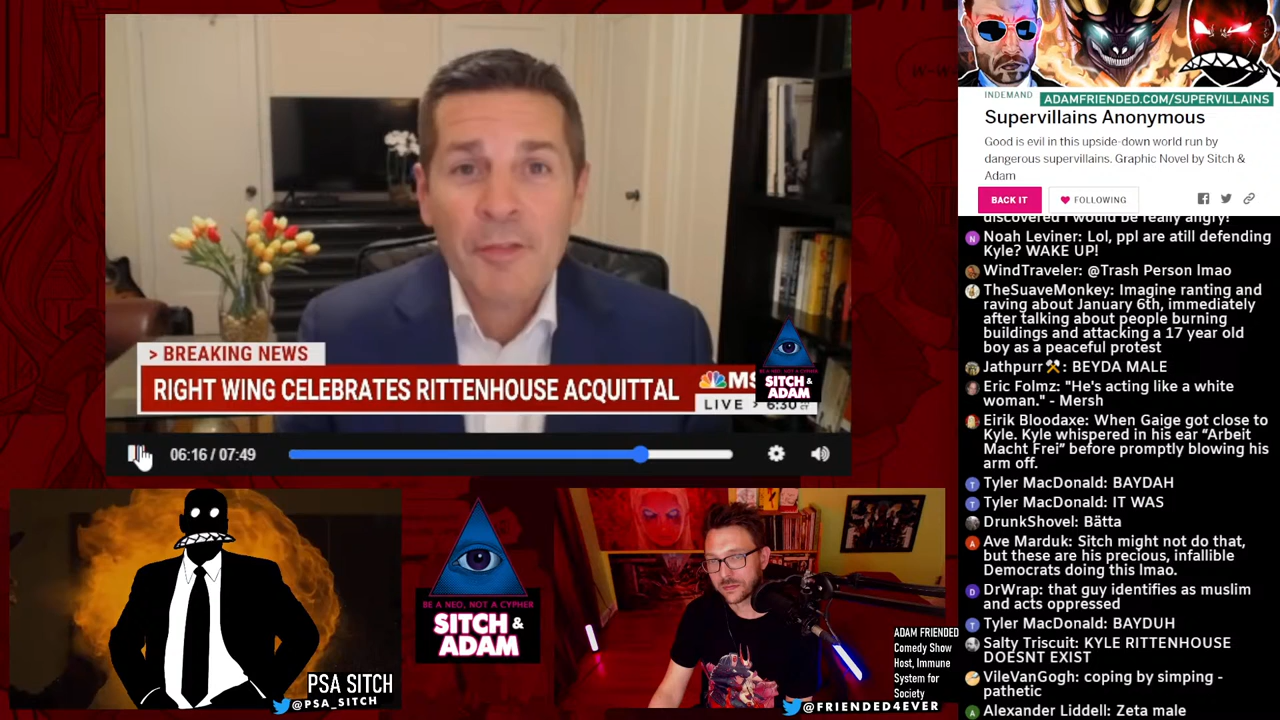 > BREAKING NEWS
RIGHT WING CELEBRATES RITTENHOUSE ACQUITTAL
LIVE
BE A NEO, NOT A CYPHER
SITCH &
ADAM
06:16 / 07:49
PSA SITCH
@PSA_SITCH
BE A NEO, NOT A CYPHER
SITCH &
ADAM
ADAM FRIENDED
Comedy Show
Host, Immune
System for
Society
@FRIENDED4EVER
INDEMAND
ADAMFRIENDED.COM/SUPERVILLAINS
Supervillains Anonymous
Good is evil in this upside-down world run by
dangerous supervillains. Graphic Novel by Sitch &
Adam
BACK IT
FOLLOWING
discovered I would be really angry!
Noah Leviner: Lol, ppl are atill defending
Kyle? WAKE UP!
WindTraveler: @Trash Person lmao
TheSuaveMonkey: Imagine ranting and
raving about January 6th, immediately
after talking about people burning
buildings and attacking a 17 year old
boy as a peaceful protest
Jathpurr⚒: BEYDA MALE
Eric Folmz: "He's acting like a white
woman." - Mersh
Eirik Bloodaxe: When Gaige got close to
Kyle. Kyle whispered in his ear “Arbeit
Macht Frei” before promptly blowing his
arm off.
Tyler MacDonald: BAYDAH
Tyler MacDonald: IT WAS
DrunkShovel: Bätta
Ave Marduk: Sitch might not do that,
but these are his precious, infallible
Democrats doing this lmao.
DrWrap: that guy identifies as muslim
and acts oppressed
Tyler MacDonald: BAYDUH
Salty Triscuit: KYLE RITTENHOUSE
DOESNT EXIST
VileVanGogh: coping by simping -
pathetic
Alexander Liddell: Zeta male